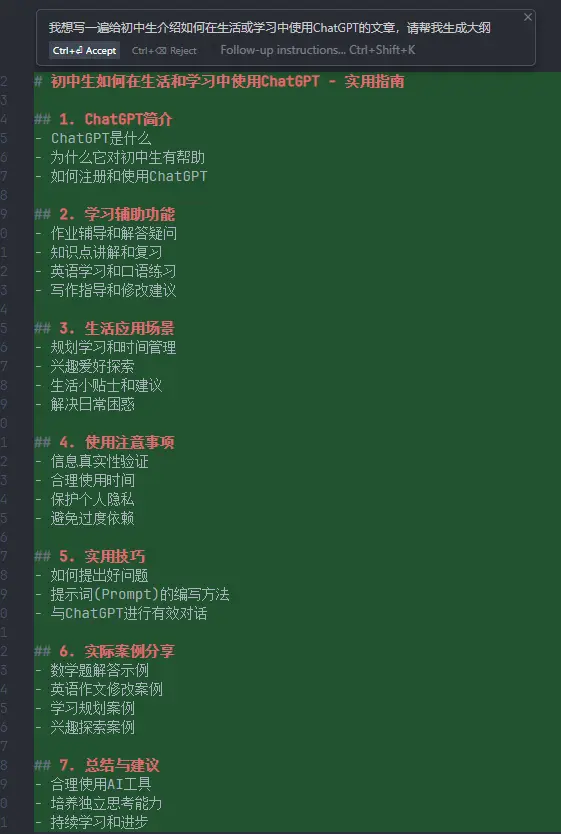 我想写一遍给初中生介绍如何在生活或学习中使用ChatGPT的文章，请帮我生成大纲
Ctrl+⏎ Accept Ctrl+⌫ Reject Follow-up instructions... Ctrl+Shift+K
2 # 初中生如何在生活和学习中使用ChatGPT - 实用指南
3
4 ## 1. ChatGPT简介
5 - ChatGPT是什么
6 - 为什么它对初中生有帮助
7 - 如何注册和使用ChatGPT
8
9 ## 2. 学习辅助功能
0 - 作业辅导和解答疑问
1 - 知识点讲解和复习
2 - 英语学习和口语练习
3 - 写作指导和修改建议
4
5 ## 3. 生活应用场景
6 - 规划学习和时间管理
7 - 兴趣爱好探索
8 - 生活小贴士和建议
9 - 解决日常困惑
0
1 ## 4. 使用注意事项
2 - 信息真实性验证
3 - 合理使用时间
4 - 保护个人隐私
5 - 避免过度依赖
6
7 ## 5. 实用技巧
8 - 如何提出好问题
9 - 提示词(Prompt)的编写方法
0 - 与ChatGPT进行有效对话
1
2 ## 6. 实际案例分享
3 - 数学题解答示例
4 - 英语作文修改案例
5 - 学习规划案例
6 - 兴趣探索案例
7
8 ## 7. 总结与建议
9 - 合理使用AI工具
0 - 培养独立思考能力
1 - 持续学习和进步